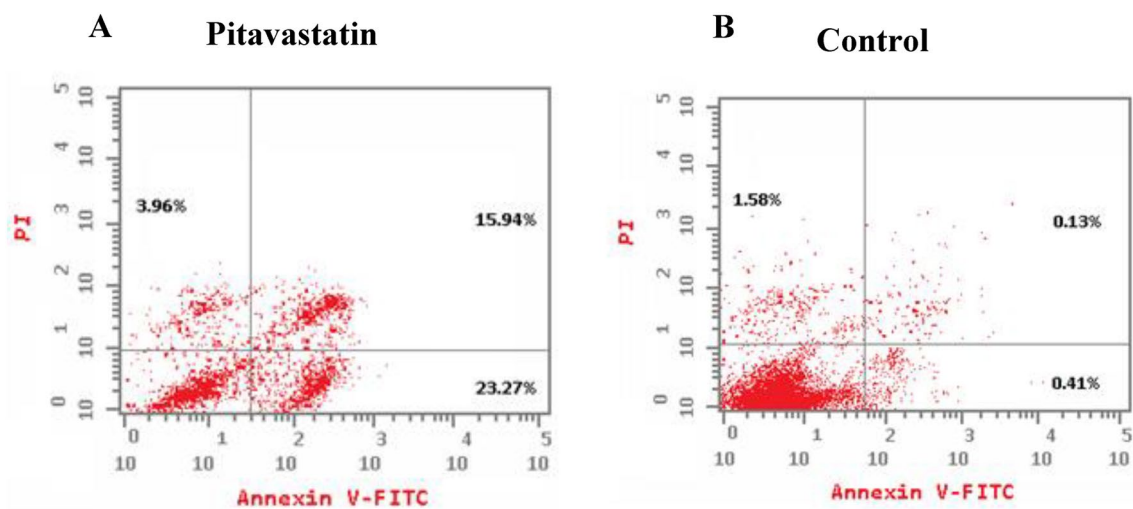 A
Pitavastatin
B
Control
5 10
4 10
3 10
2 10
1 10
0 10
PI
3.96%
15.94%
23.27%
0 1 2 3 4 5
10 10 10 10 10 10
Annexin V-FITC
5 10
4 10
3 10
2 10
1 10
0 10
PI
1.58%
0.13%
0.41%
0 1 2 3 4 5
10 10 10 10 10 10
Annexin V-FITC